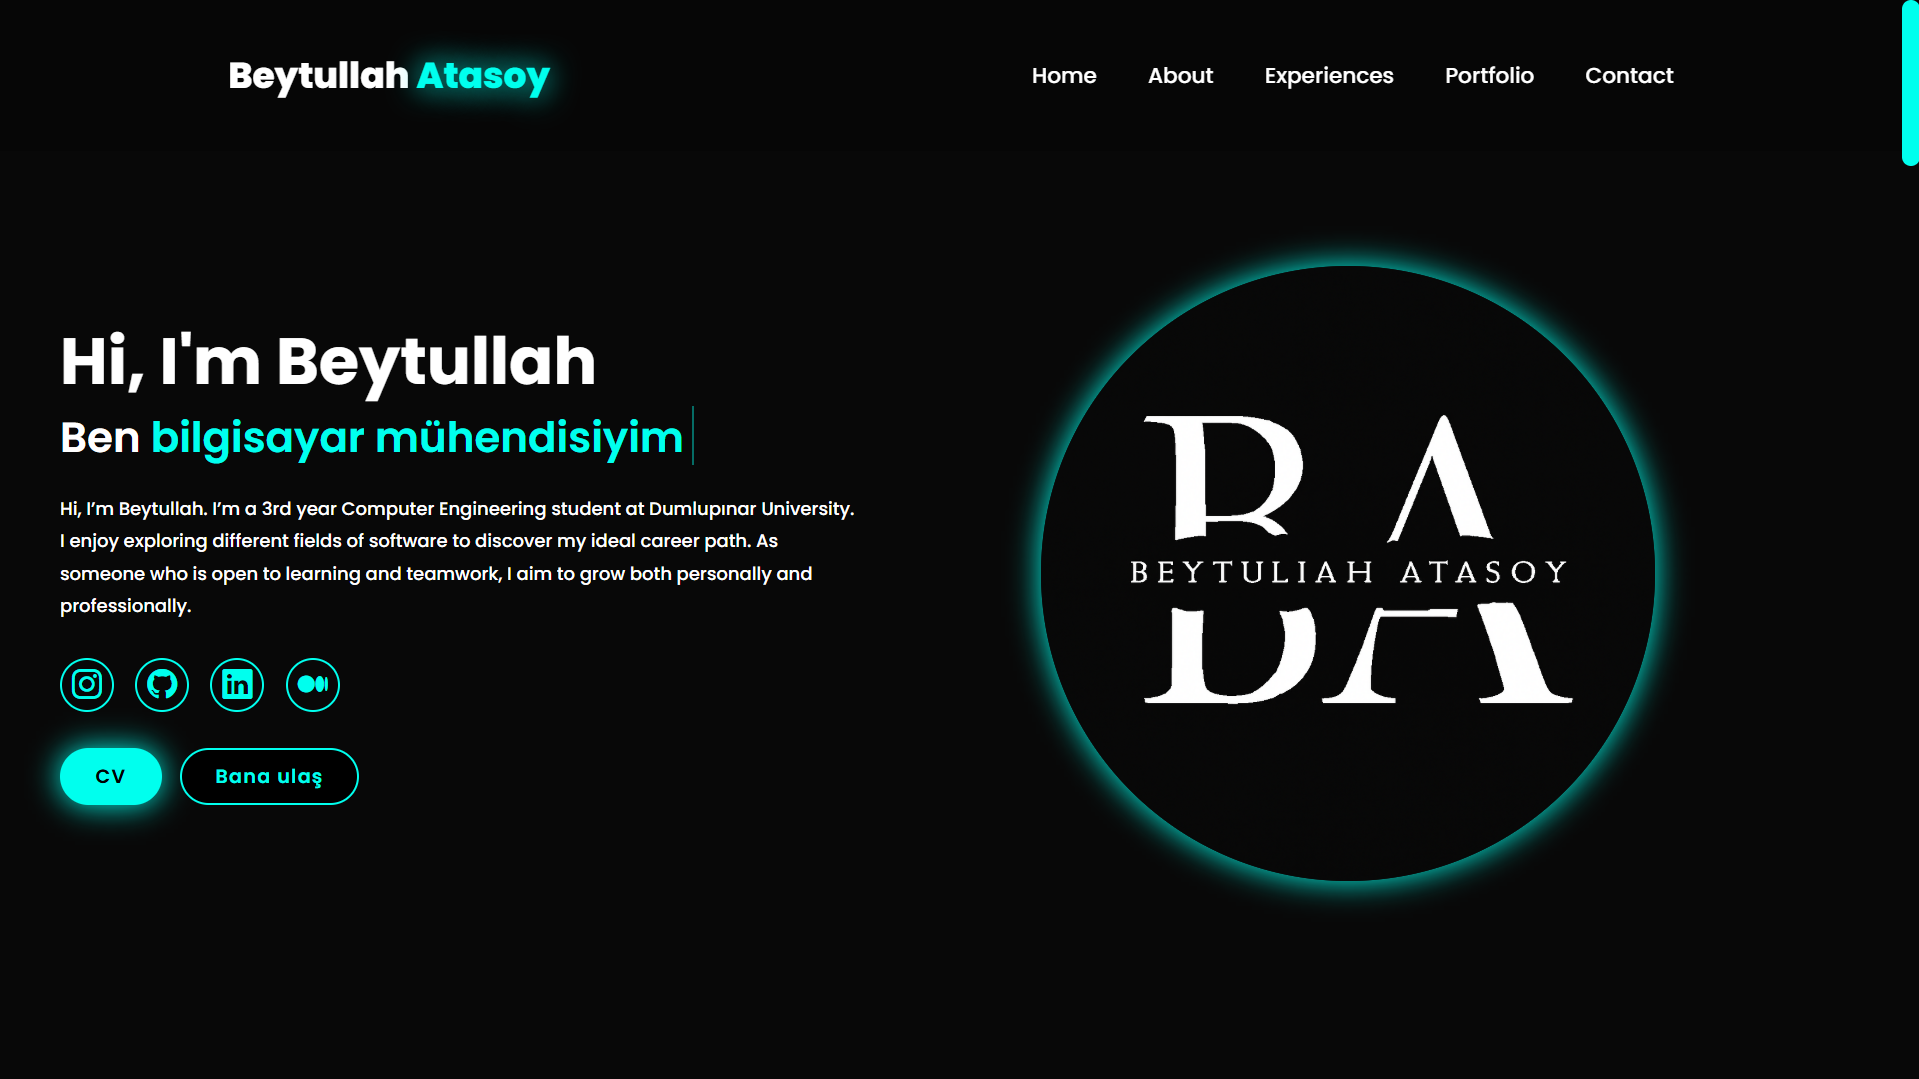 Beytullah Atasoy
Home About Experiences Portfolio Contact
Hi, I'm Beytullah
Ben bilgisayar mühendisiyim
Hi, I’m Beytullah. I’m a 3rd year Computer Engineering student at Dumlupınar University.
I enjoy exploring different fields of software to discover my ideal career path. As
someone who is open to learning and teamwork, I aim to grow both personally and
professionally.
CV Bana ulaş
BA
BEYTULIAH ATASOY